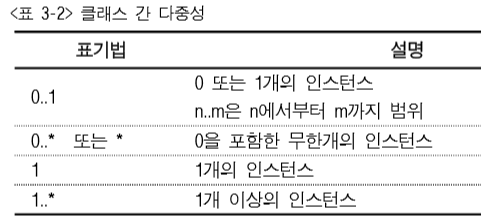 <표 3-2> 클래스 간 다중성
표기법 설명
0..1 0 또는 1개의 인스턴스
n..m은 n에서부터 m까지 범위
0..* 또는 * 0을 포함한 무한개의 인스턴스
1 1개의 인스턴스
1..* 1개 이상의 인스턴스